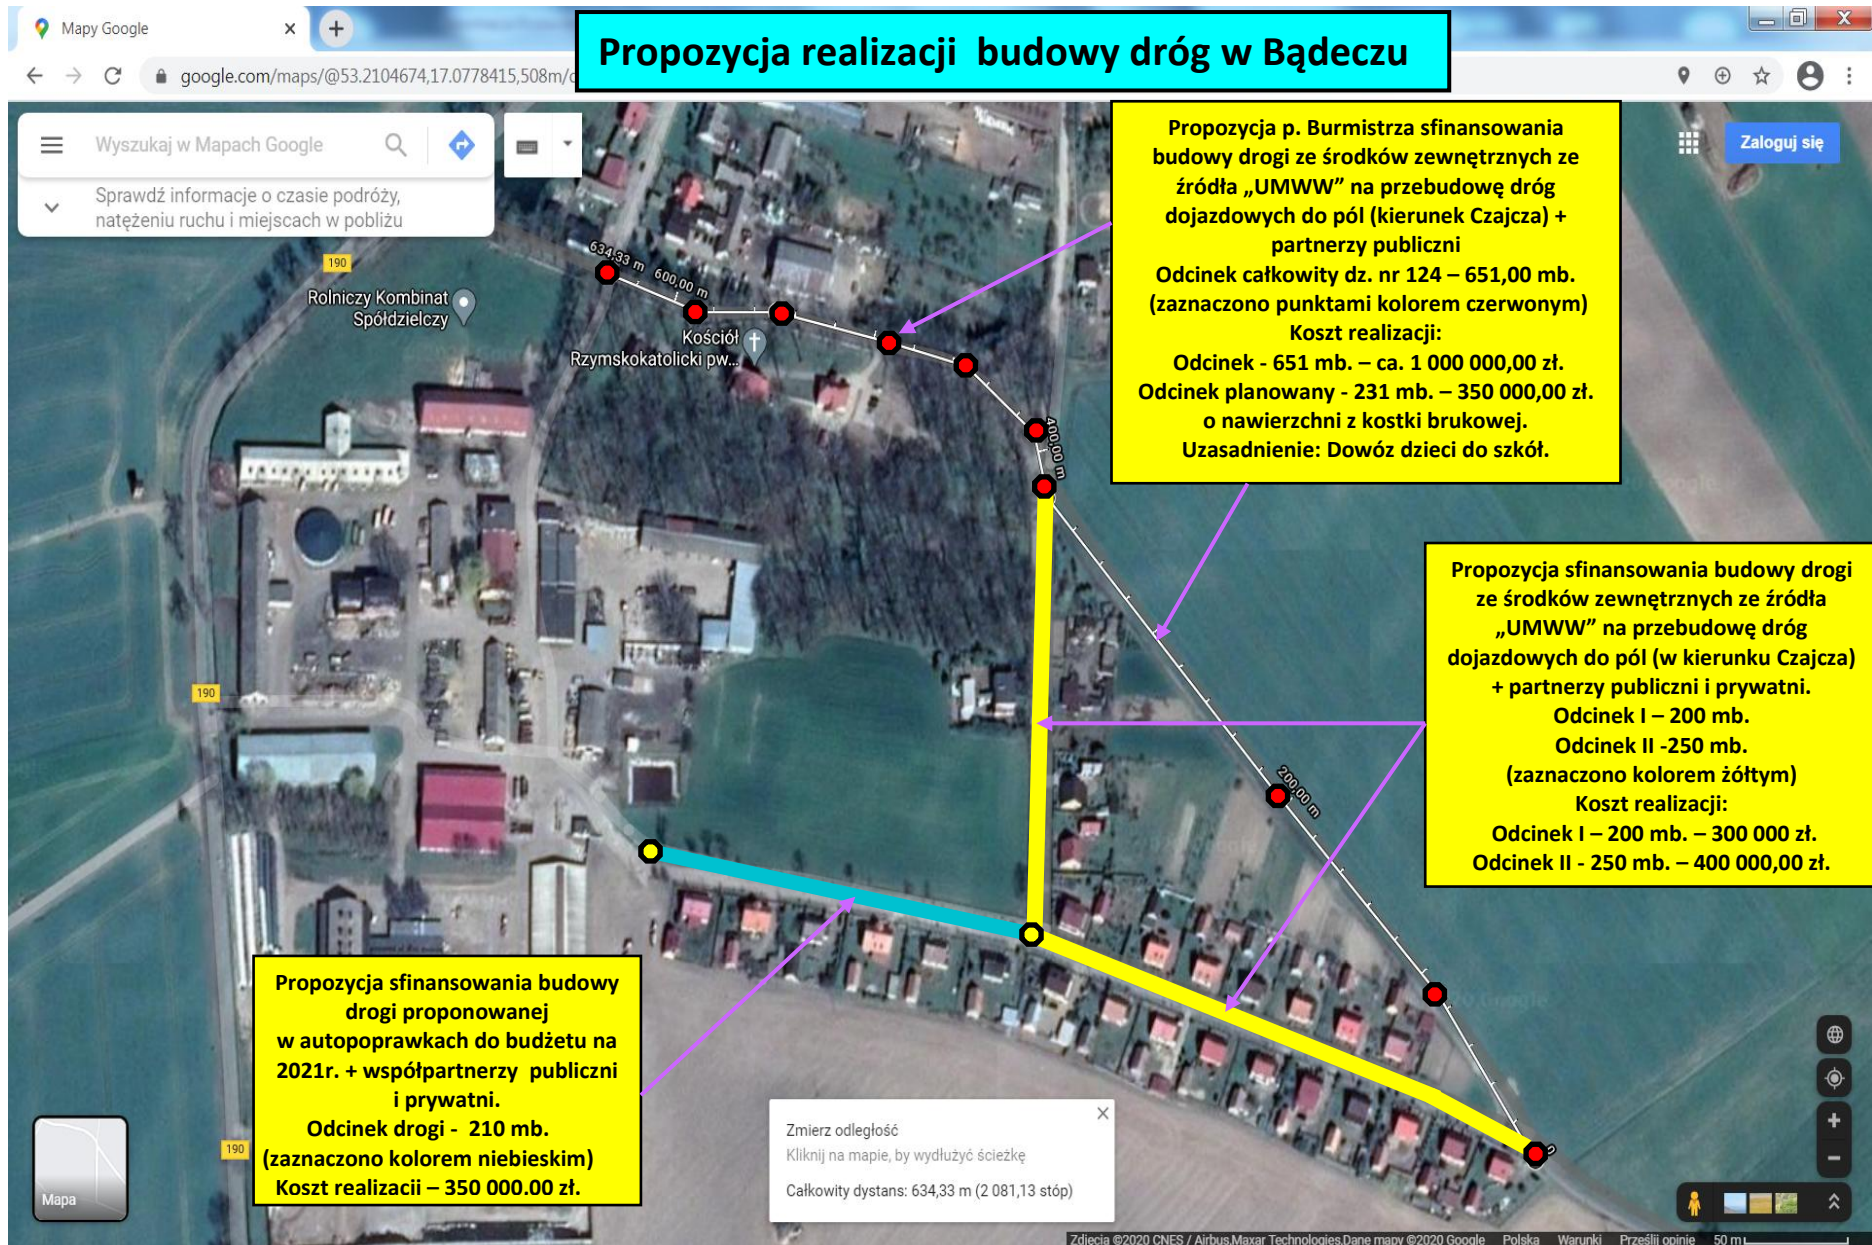 Mapy Google
Propozycja realizacji budowy dróg w Bądeczu
google.com/maps/@53.2104674,17.0778415,508m/
Wyszukaj w Mapach Google
Sprawdź informacje o czasie podróży,
natężeniu ruchu i miejscach w pobliżu
Zaloguj się
Propozycja p. Burmistrza sfinansowania
budowy drogi ze środków zewnętrznych ze
źródła „UMWW” na przebudowę dróg
dojazdowych do pól (kierunek Czajcza) +
partnerzy publiczni
Odcinek całkowity dz. nr 124 – 651,00 mb.
(zaznaczono punktami kolorem czerwonym)
Koszt realizacji:
Odcinek - 651 mb. – ca. 1 000 000,00 zł.
Odcinek planowany - 231 mb. – 350 000,00 zł.
o nawierzchni z kostki brukowej.
Uzasadnienie: Dowóz dzieci do szkół.
634,33 m
600,00 m
190
Rolniczy Kombinat
Spółdzielczy
Kościół
Rzymskokatolicki pw...
400,00 m
Propozycja sfinansowania budowy drogi
ze środków zewnętrznych ze źródła
„UMWW” na przebudowę dróg
dojazdowych do pól (w kierunku Czajcza)
+ partnerzy publiczni i prywatni.
Odcinek I – 200 mb.
Odcinek II -250 mb.
(zaznaczono kolorem żółtym)
Koszt realizacji:
Odcinek I – 200 mb. – 300 000 zł.
Odcinek II - 250 mb. – 400 000,00 zł.
190
200,00 m
Propozycja sfinansowania budowy
drogi proponowanej
w autopoprawkach do budżetu na
2021r. + współpartnerzy publiczni
i prywatni.
Odcinek drogi - 210 mb.
(zaznaczono kolorem niebieskim)
Koszt realizacii – 350 000.00 zł.
190
Mapa
Zmierz odległość
Kliknij na mapie, by wydłużyć ścieżkę
Całkowity dystans: 634,33 m (2 081,13 stóp)
0
Zdjęcia ©2020 CNES / Airbus,Maxar Technologies,Dane mapy ©2020 Google Polska Warunki Prześlij opinię 50 m